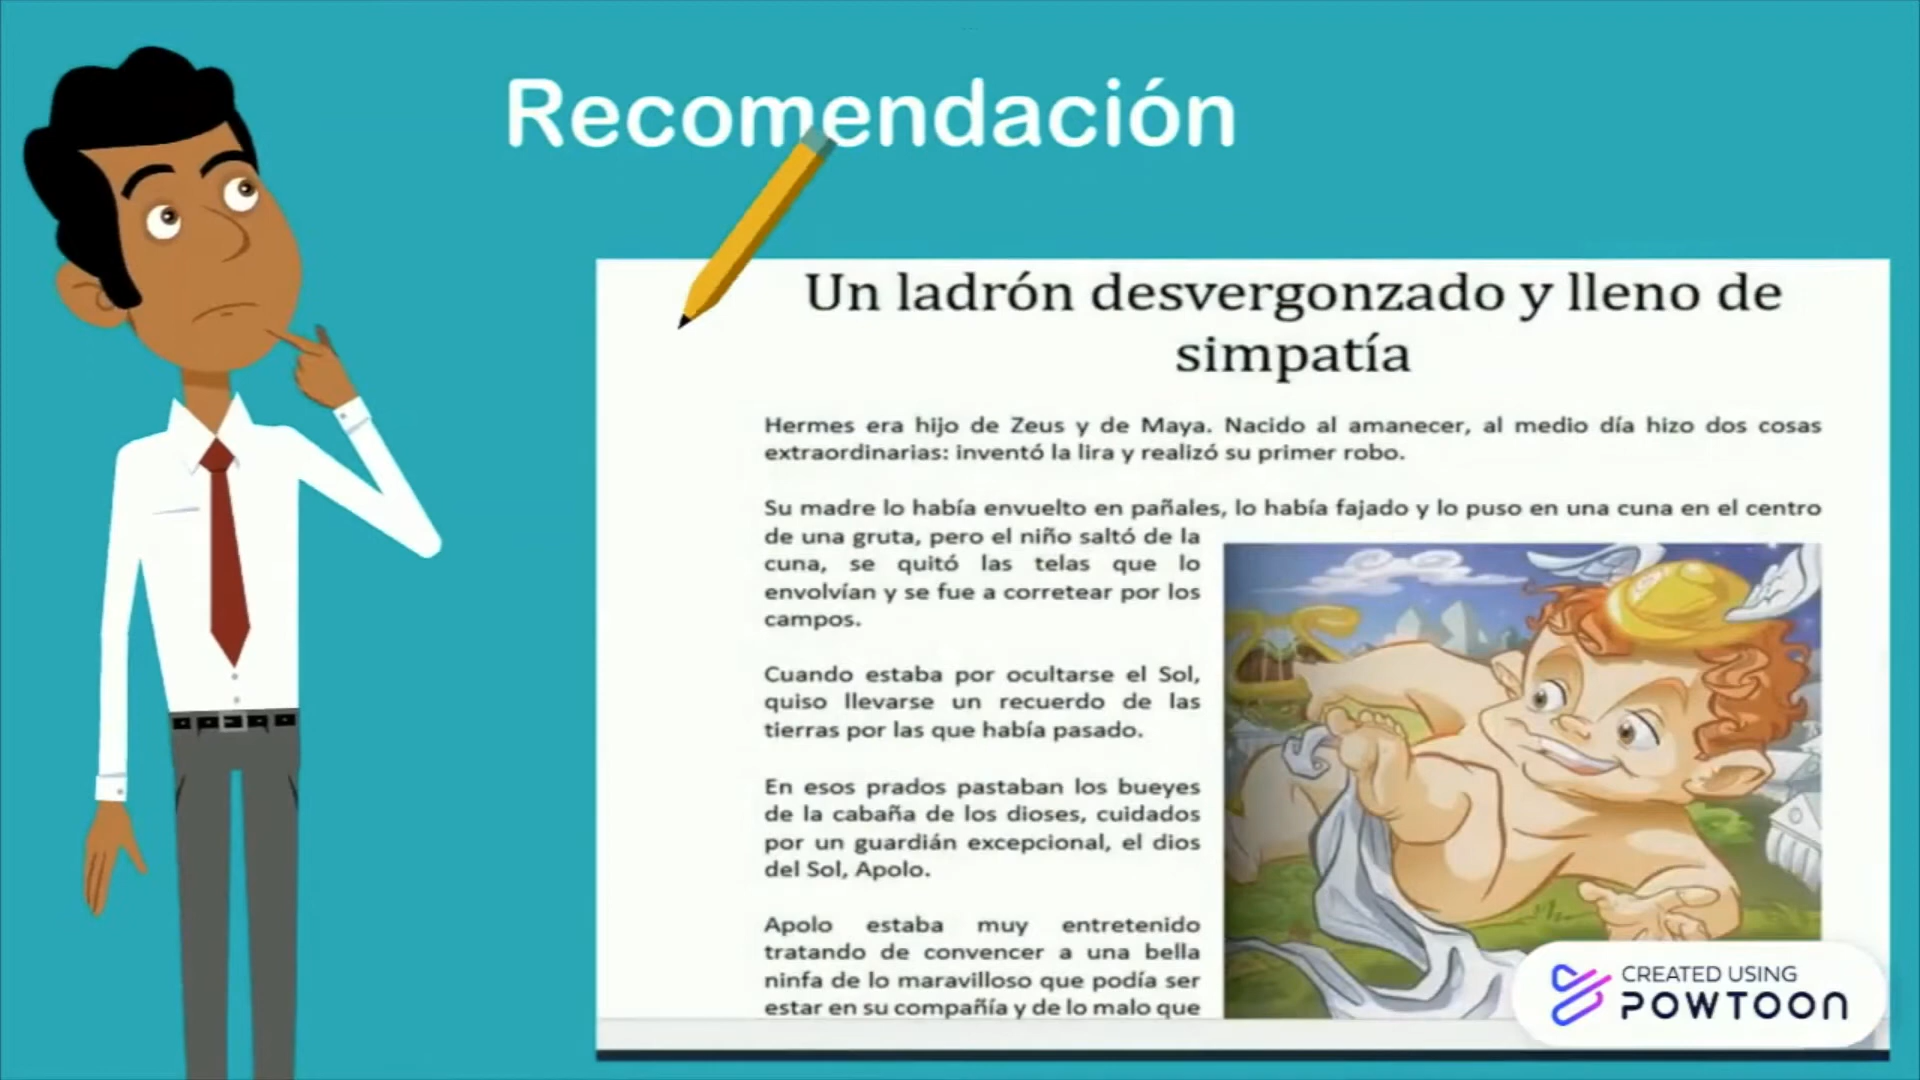 Recomendación
Un ladrón desvergonzado y lleno de
simpatía
Hermes era hijo de Zeus y de Maya. Nacido al amanecer, al medio día hizo dos cosas
extraordinarias: inventó la lira y realizó su primer robo.
Su madre lo había envuelto en pañales, lo había fajado y lo puso en una cuna en el centro
de una gruta, pero el niño saltó de la
cuna, se quitó las telas que lo
envolvían y se fue a corretear por los
campos.
Cuando estaba por ocultarse el Sol,
quiso llevarse un recuerdo de las
tierras por las que había pasado.
En esos prados pastaban los bueyes
de la cabaña de los dioses, cuidados
por un guardián excepcional, el dios
del Sol, Apolo.
Apolo estaba muy entretenido
tratando de convencer a una bella
ninfa de lo maravilloso que podía ser
estar en su compañía y de lo malo que
CREATED USING
POWTOON